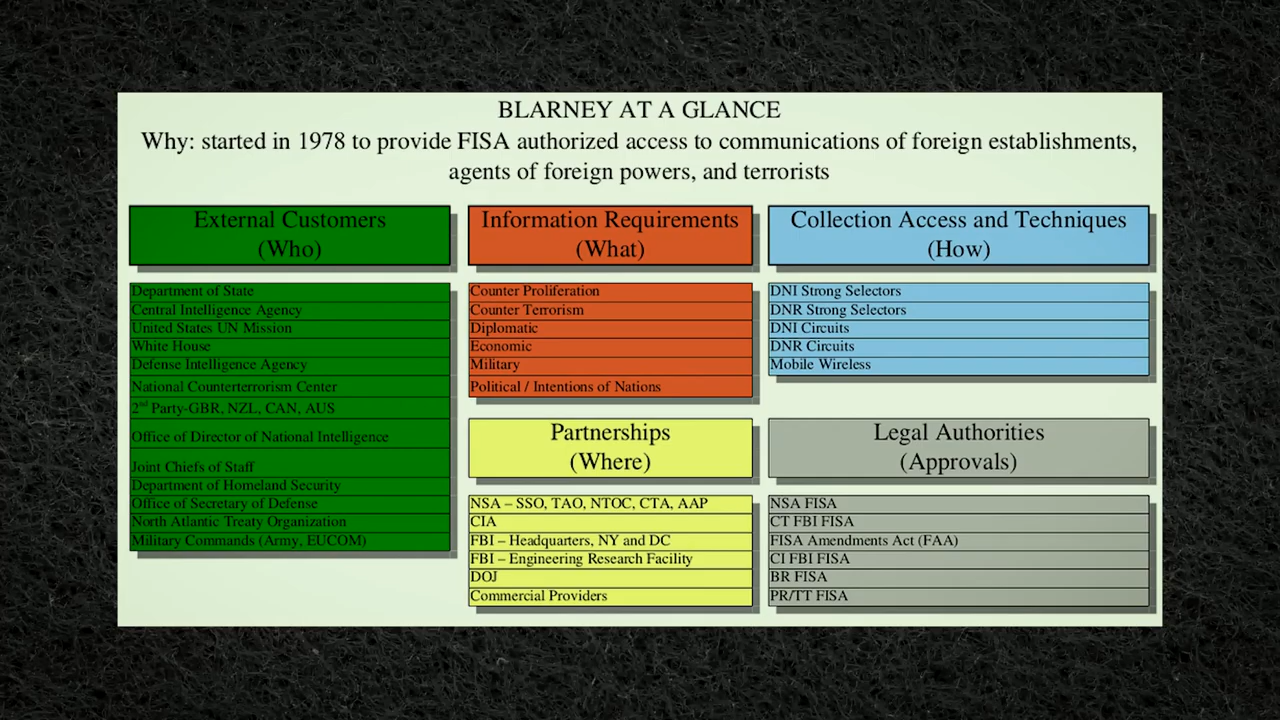 BLARNEY AT A GLANCE
Why: started in 1978 to provide FISA authorized access to communications of foreign establishments,
agents of foreign powers, and terrorists
External Customers
(Who)
Department of State
Central Intelligence Agency
United States UN Mission
White House
Defense Intelligence Agency
National Counterterrorism Center
2nd Party-GBR, NZL, CAN, AUS
Office of Director of National Intelligence
Joint Chiefs of Staff
Department of Homeland Security
Office of Secretary of Defense
North Atlantic Treaty Organization
Military Commands (Army, EUCOM)
Information Requirements
(What)
Counter Proliferation
Counter Terrorism
Diplomatic
Economic
Military
Political / Intentions of Nations
Collection Access and Techniques
(How)
DNI Strong Selectors
DNR Strong Selectors
DNI Circuits
DNR Circuits
Mobile Wireless
Partnerships
(Where)
NSA – SSO, TAO, NTOC, CTA, AAP
CIA
FBI – Headquarters, NY and DC
FBI – Engineering Research Facility
DOJ
Commercial Providers
Legal Authorities
(Approvals)
NSA FISA
CT FBI FISA
FISA Amendments Act (FAA)
CI FBI FISA
BR FISA
PR/TT FISA